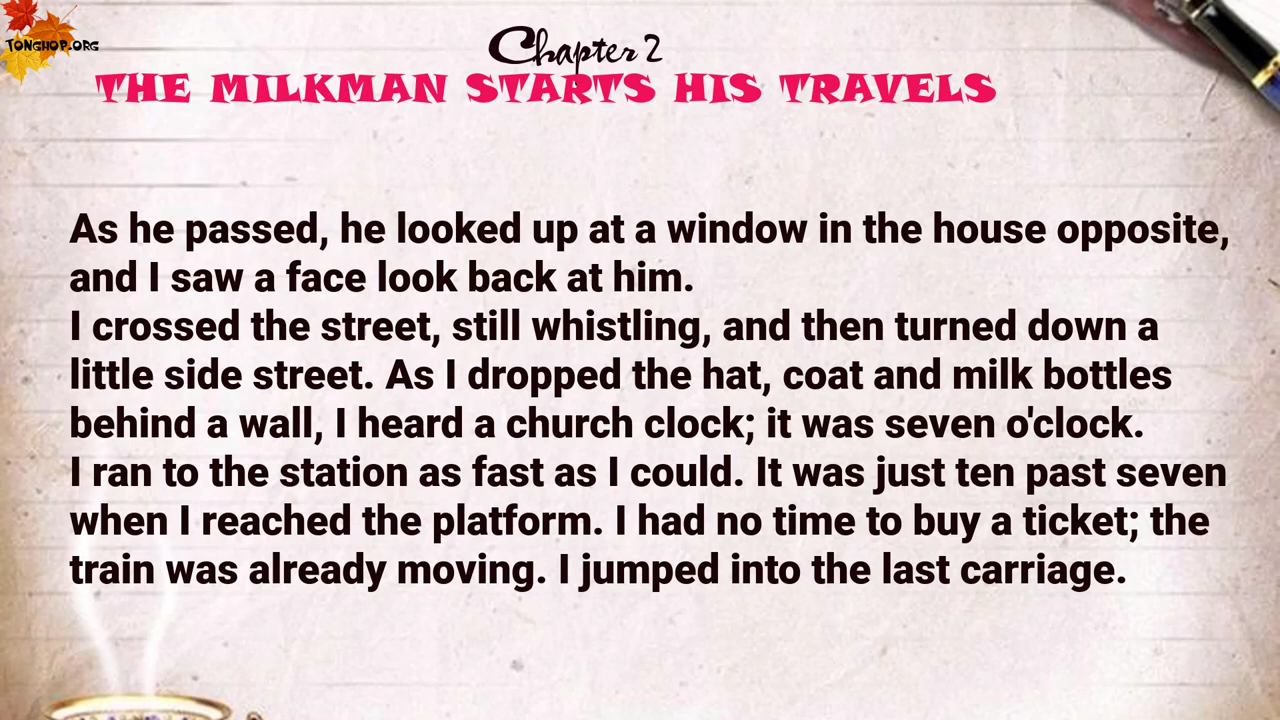 TONGHOP.ORG
Chapter 2
THE MILKMAN STARTS HIS TRAVELS
As he passed, he looked up at a window in the house opposite,
and I saw a face look back at him.
I crossed the street, still whistling, and then turned down a
little side street. As I dropped the hat, coat and milk bottles
behind a wall, I heard a church clock; it was seven o'clock.
I ran to the station as fast as I could. It was just ten past seven
when I reached the platform. I had no time to buy a ticket; the
train was already moving. I jumped into the last carriage.